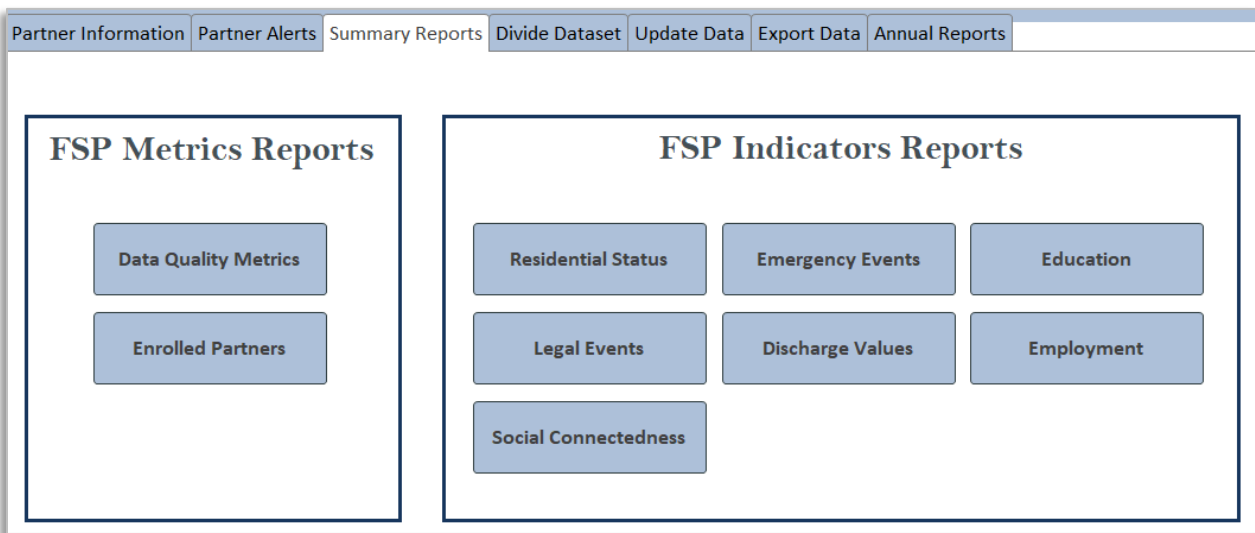 Partner Information Partner Alerts Summary Reports Divide Dataset Update Data Export Data Annual Reports
FSP Metrics Reports
Data Quality Metrics
Enrolled Partners
FSP Indicators Reports
Residential Status Emergency Events Education
Legal Events Discharge Values Employment
Social Connectedness